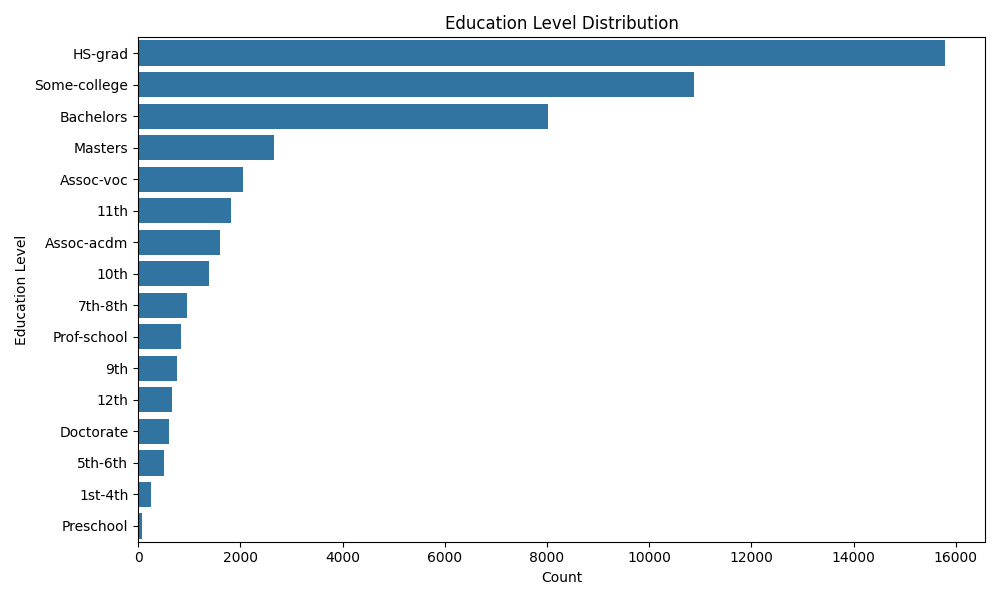 Education Level Distribution
Education Level
HS-grad
Some-college
Bachelors
Masters
Assoc-voc
11th
Assoc-acdm
10th
7th-8th
Prof-school
9th
12th
Doctorate
5th-6th
1st-4th
Preschool
0 2000 4000 6000 8000 10000 12000 14000 16000
Count